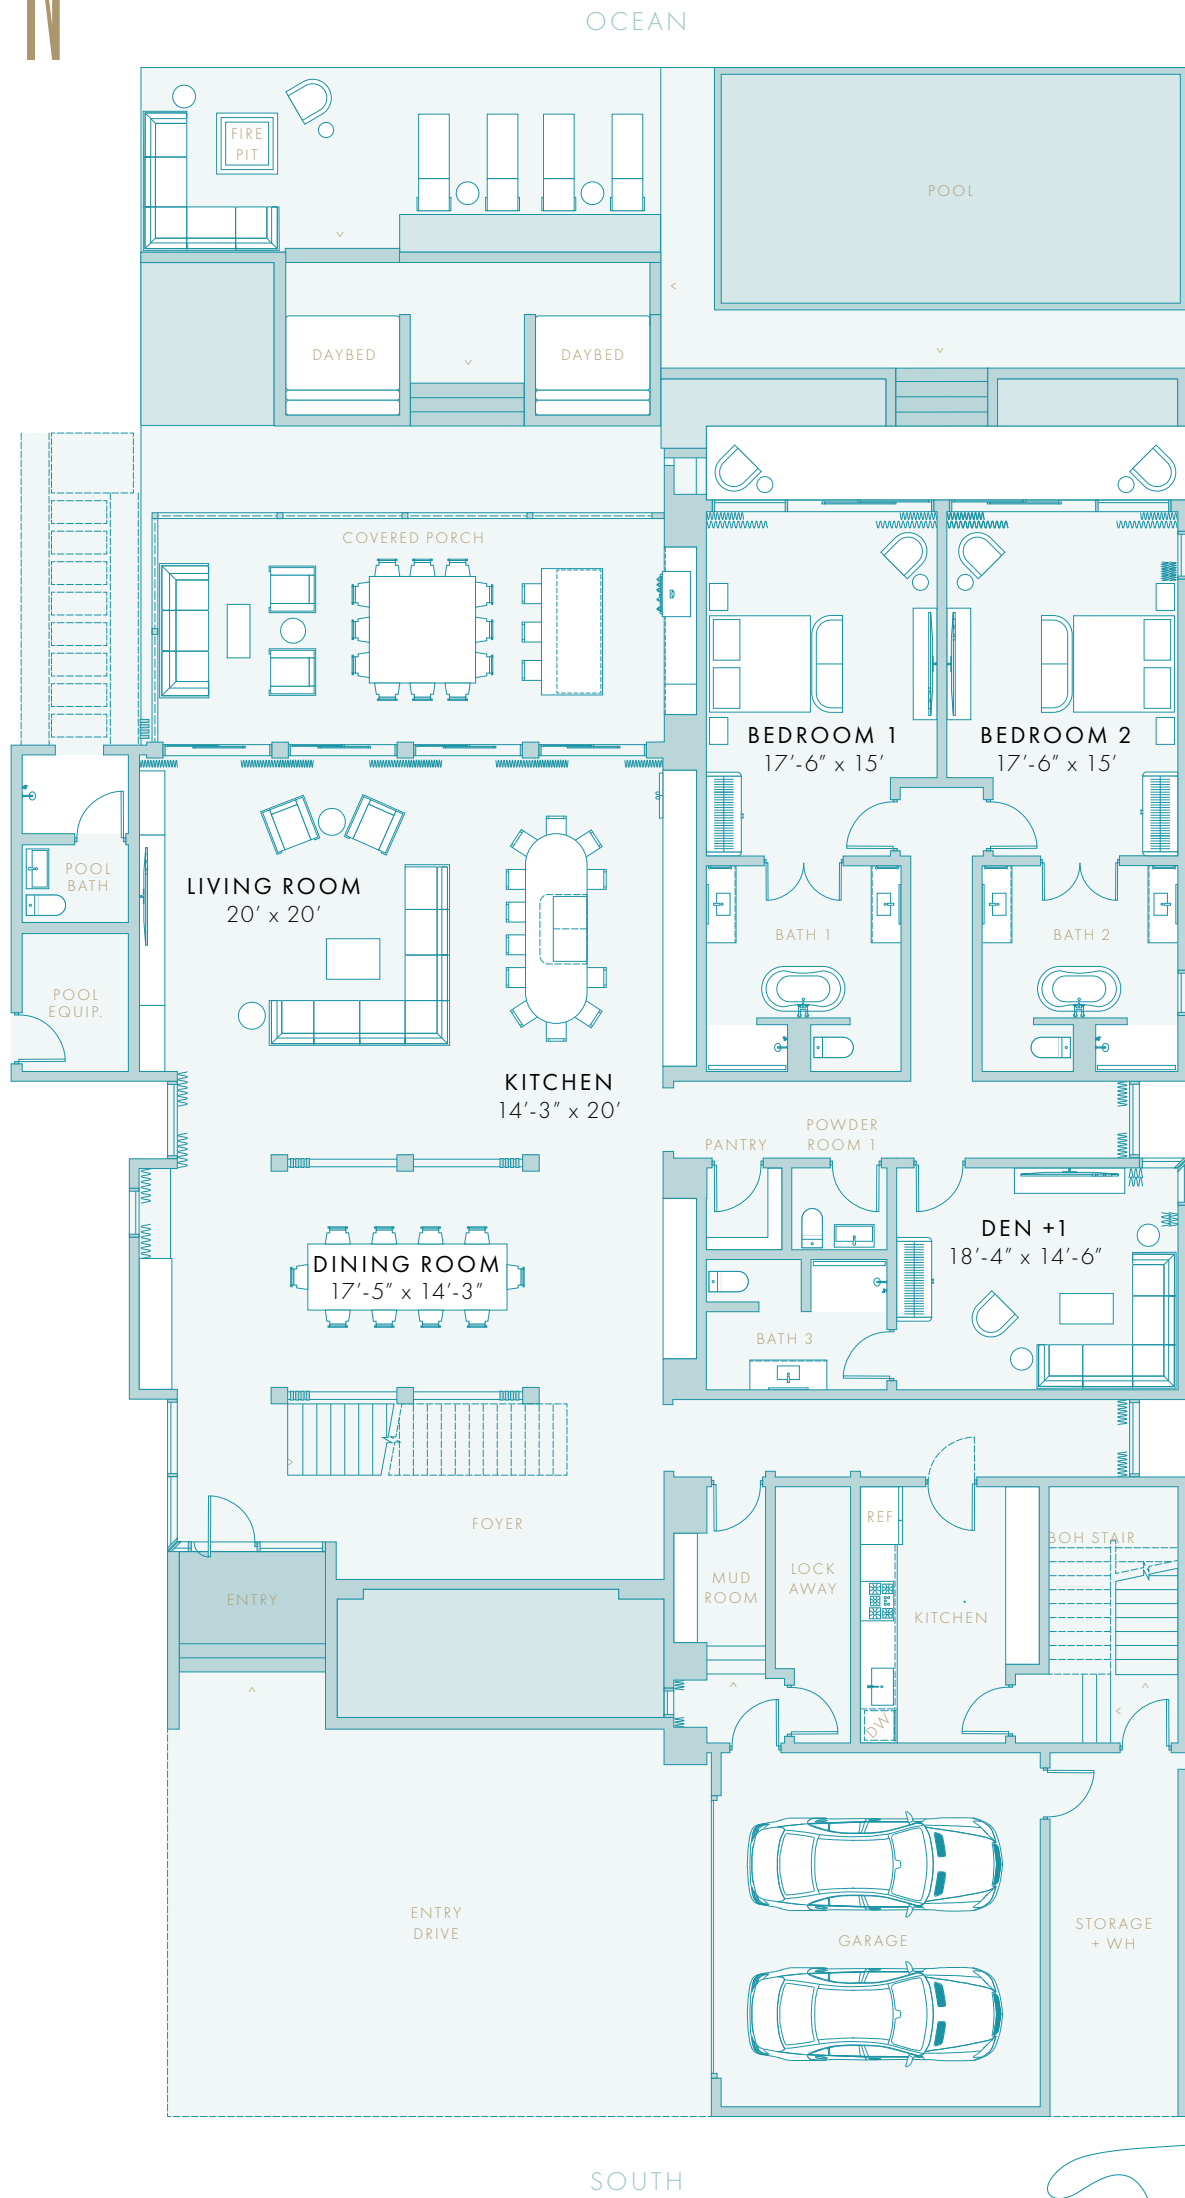 N
OCEAN
FIRE
PIT
POOL
DAYBED
DAYBED
COVERED PORCH
BEDROOM 1
17'-6" x 15'
BEDROOM 2
17'-6" x 15'
POOL
BATH
LIVING ROOM
20' x 20'
BATH 1
BATH 2
POOL
EQUIP.
KITCHEN
14'-3" x 20'
PANTRY
POWDER
ROOM 1
DEN +1
18'-4" x 14'-6"
DINING ROOM
17'-5" x 14'-3"
BATH 3
FOYER
REF
BOH STAIR
MUD
ROOM
LOCK
AWAY
ENTRY
KITCHEN
DW
ENTRY
DRIVE
GARAGE
STORAGE
+ WH
SOUTH